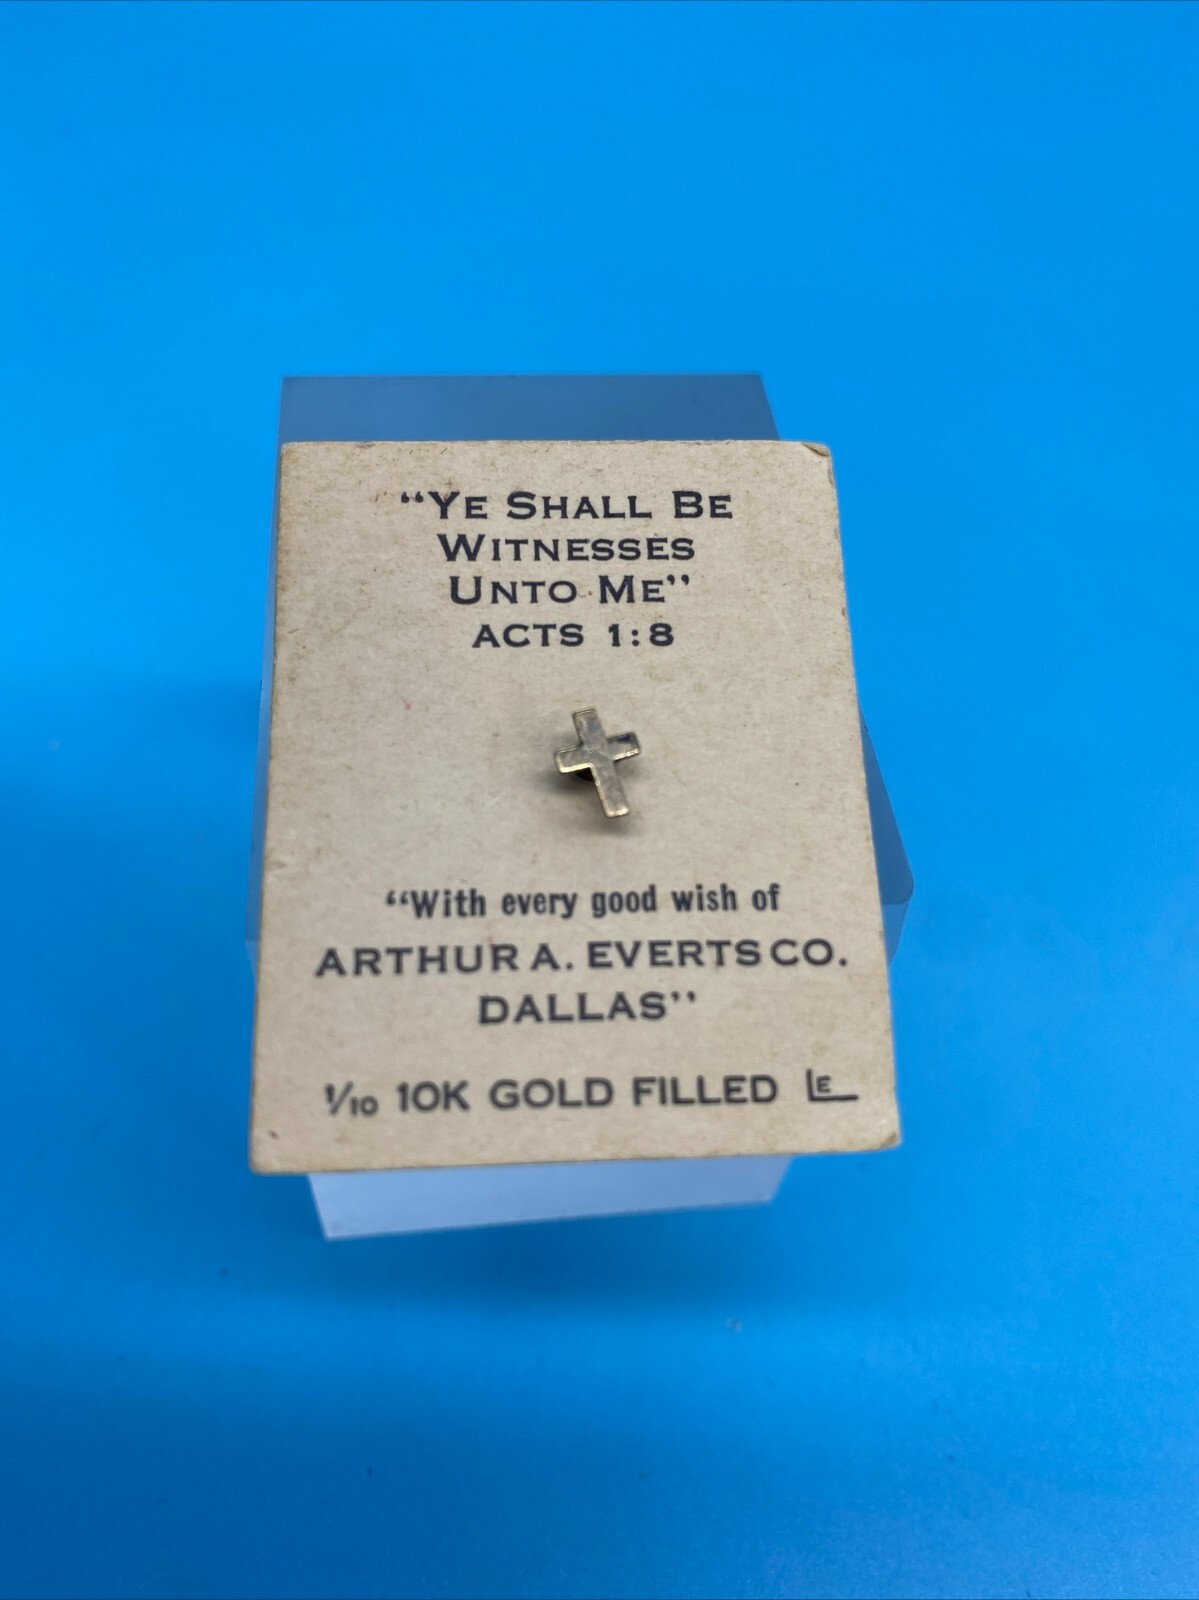 “YE SHALL BE
WITNESSES
UNTO ME”
ACTS 1:8
“With every good wish of
ARTHUR A. EVERTS CO.
DALLAS”
1/10 10K GOLD FILLED LE